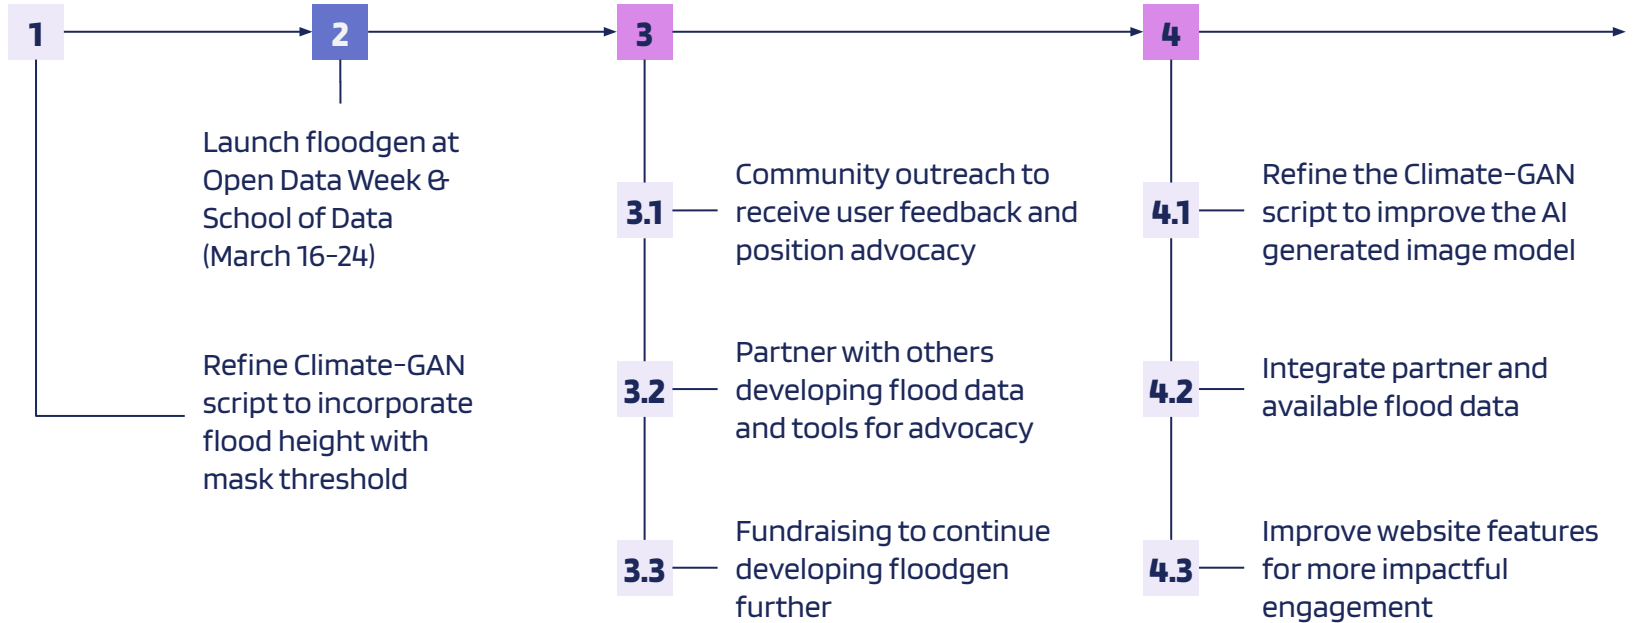 1
2
3
4
Launch floodgen at
Open Data Week &
School of Data
(March 16-24)
Refine Climate-GAN
script to incorporate
flood height with
mask threshold
3.1
Community outreach to
receive user feedback and
position advocacy
3.2
Partner with others
developing flood data
and tools for advocacy
3.3
Fundraising to continue
developing floodgen
further
4.1
Refine the Climate-GAN
script to improve the AI
generated image model
4.2
Integrate partner and
available flood data
4.3
Improve website features
for more impactful
engagement